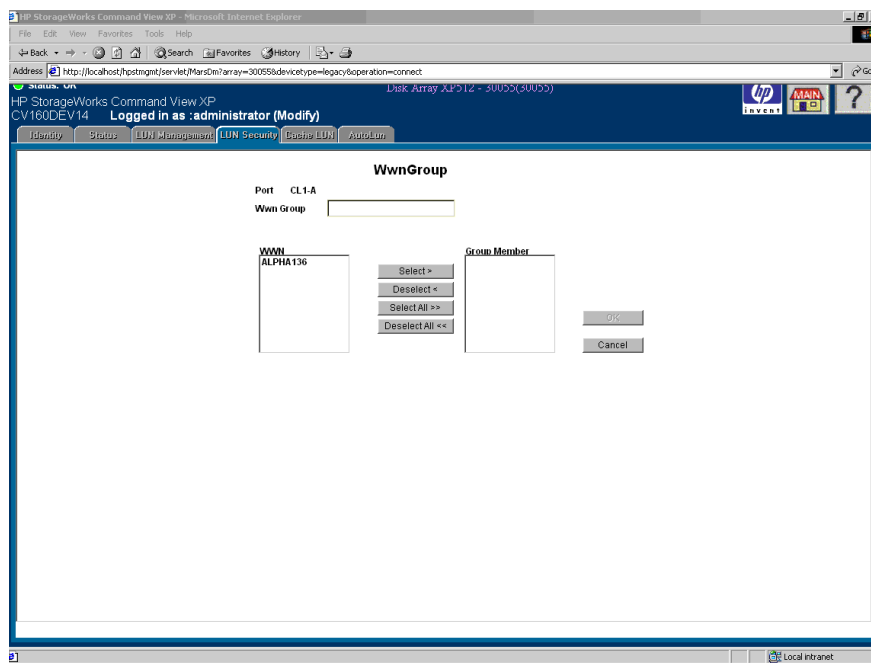 HP StorageWorks Command View XP - Microsoft Internet Explorer
File Edit View Favorites Tools Help
Back Search Favorites History
Address http://localhost/hpstmgmt/servlet/MarsDm?array=30055&devicetype=legacy&operation=connect Go
Status: OK Disk Array XP512 - 30055(30055)
HP StorageWorks Command View XP
CV160DEV14 Logged in as :administrator (Modify)
hp
invent
MAIN
?
Identity Status LUN Management LUN Security Cache LUN AutoLun
WwnGroup
Port CL1-A
Wwn Group
WWN Group Member
ALPHA136
Select >
Deselect <
Select All >>
Deselect All <<
OK
Cancel
Local intranet